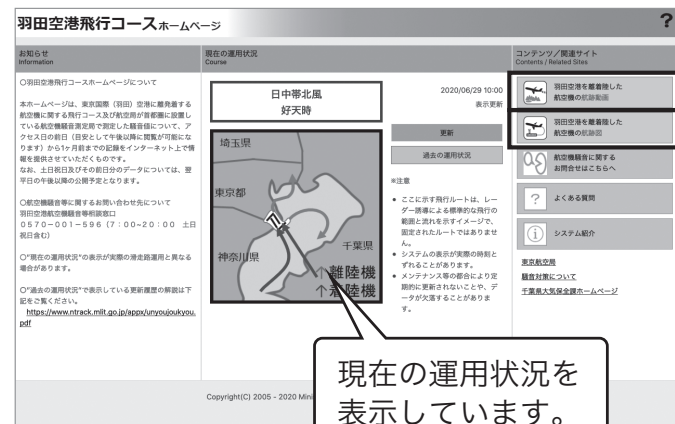 羽田空港飛行コースホームページ
?
お知らせ
Information
○羽田空港飛行コースホームページについて
本ホームページは、東京国際（羽田）空港に離発着する
航空機に関する飛行コース及び航空局が首都圏に設置し
ている航空機騒音測定局で測定した騒音値について、ア
クセス日の前日（目安として午後以降に閲覧が可能にな
ります）から1ヶ月前までの記録をインターネット上で情
報を提供させていただくものです。
なお、土日祝日及びその前日分のデータについては、翌
平日の午後以降の公開予定となります。
○航空機騒音等に関するお問い合わせ先について
羽田空港航空機騒音等相談窓口
０５７０−００１−５９６（７：００~２０：００　土日
祝日含む）
○"現在の運用状況"の表示が実際の滑走路運用と異なる
場合があります。
○"過去の運用状況"で表示している更新履歴の解説は下
記をご覧ください。
https://www.ntrack.mlit.go.jp/appx/unyoujoukyou.
pdf
現在の運用状況
Course
日中帯北風
好天時
埼玉県
東京都
千葉県
神奈川県
↑離陸機
↑着陸機
2020/06/29 10:00
表示更新
更新
過去の運用状況
※注意
• ここに示す飛行ルートは、レー
ダー誘導による標準的な飛行の
範囲と流れを示すイメージで、
固定されたルートではありませ
ん。
• システムの表示が実際の時刻と
ずれることがあります。
• メンテナンス等の都合により定
期的に更新されないことや、デ
ータが欠落することがありま
す。
コンテンツ／関連サイト
Contents / Related Sites
羽田空港を離着陸した
航空機の航跡動画
羽田空港を離着陸した
航空機の航跡図
航空機騒音に関する
お問合せはこちらへ
?
よくある質問
i
システム紹介
東京航空局
騒音対策について
千葉県大気保全課ホームページ
現在の運用状況を
表示しています。
Copyright(C) 2005 - 2020 Mini